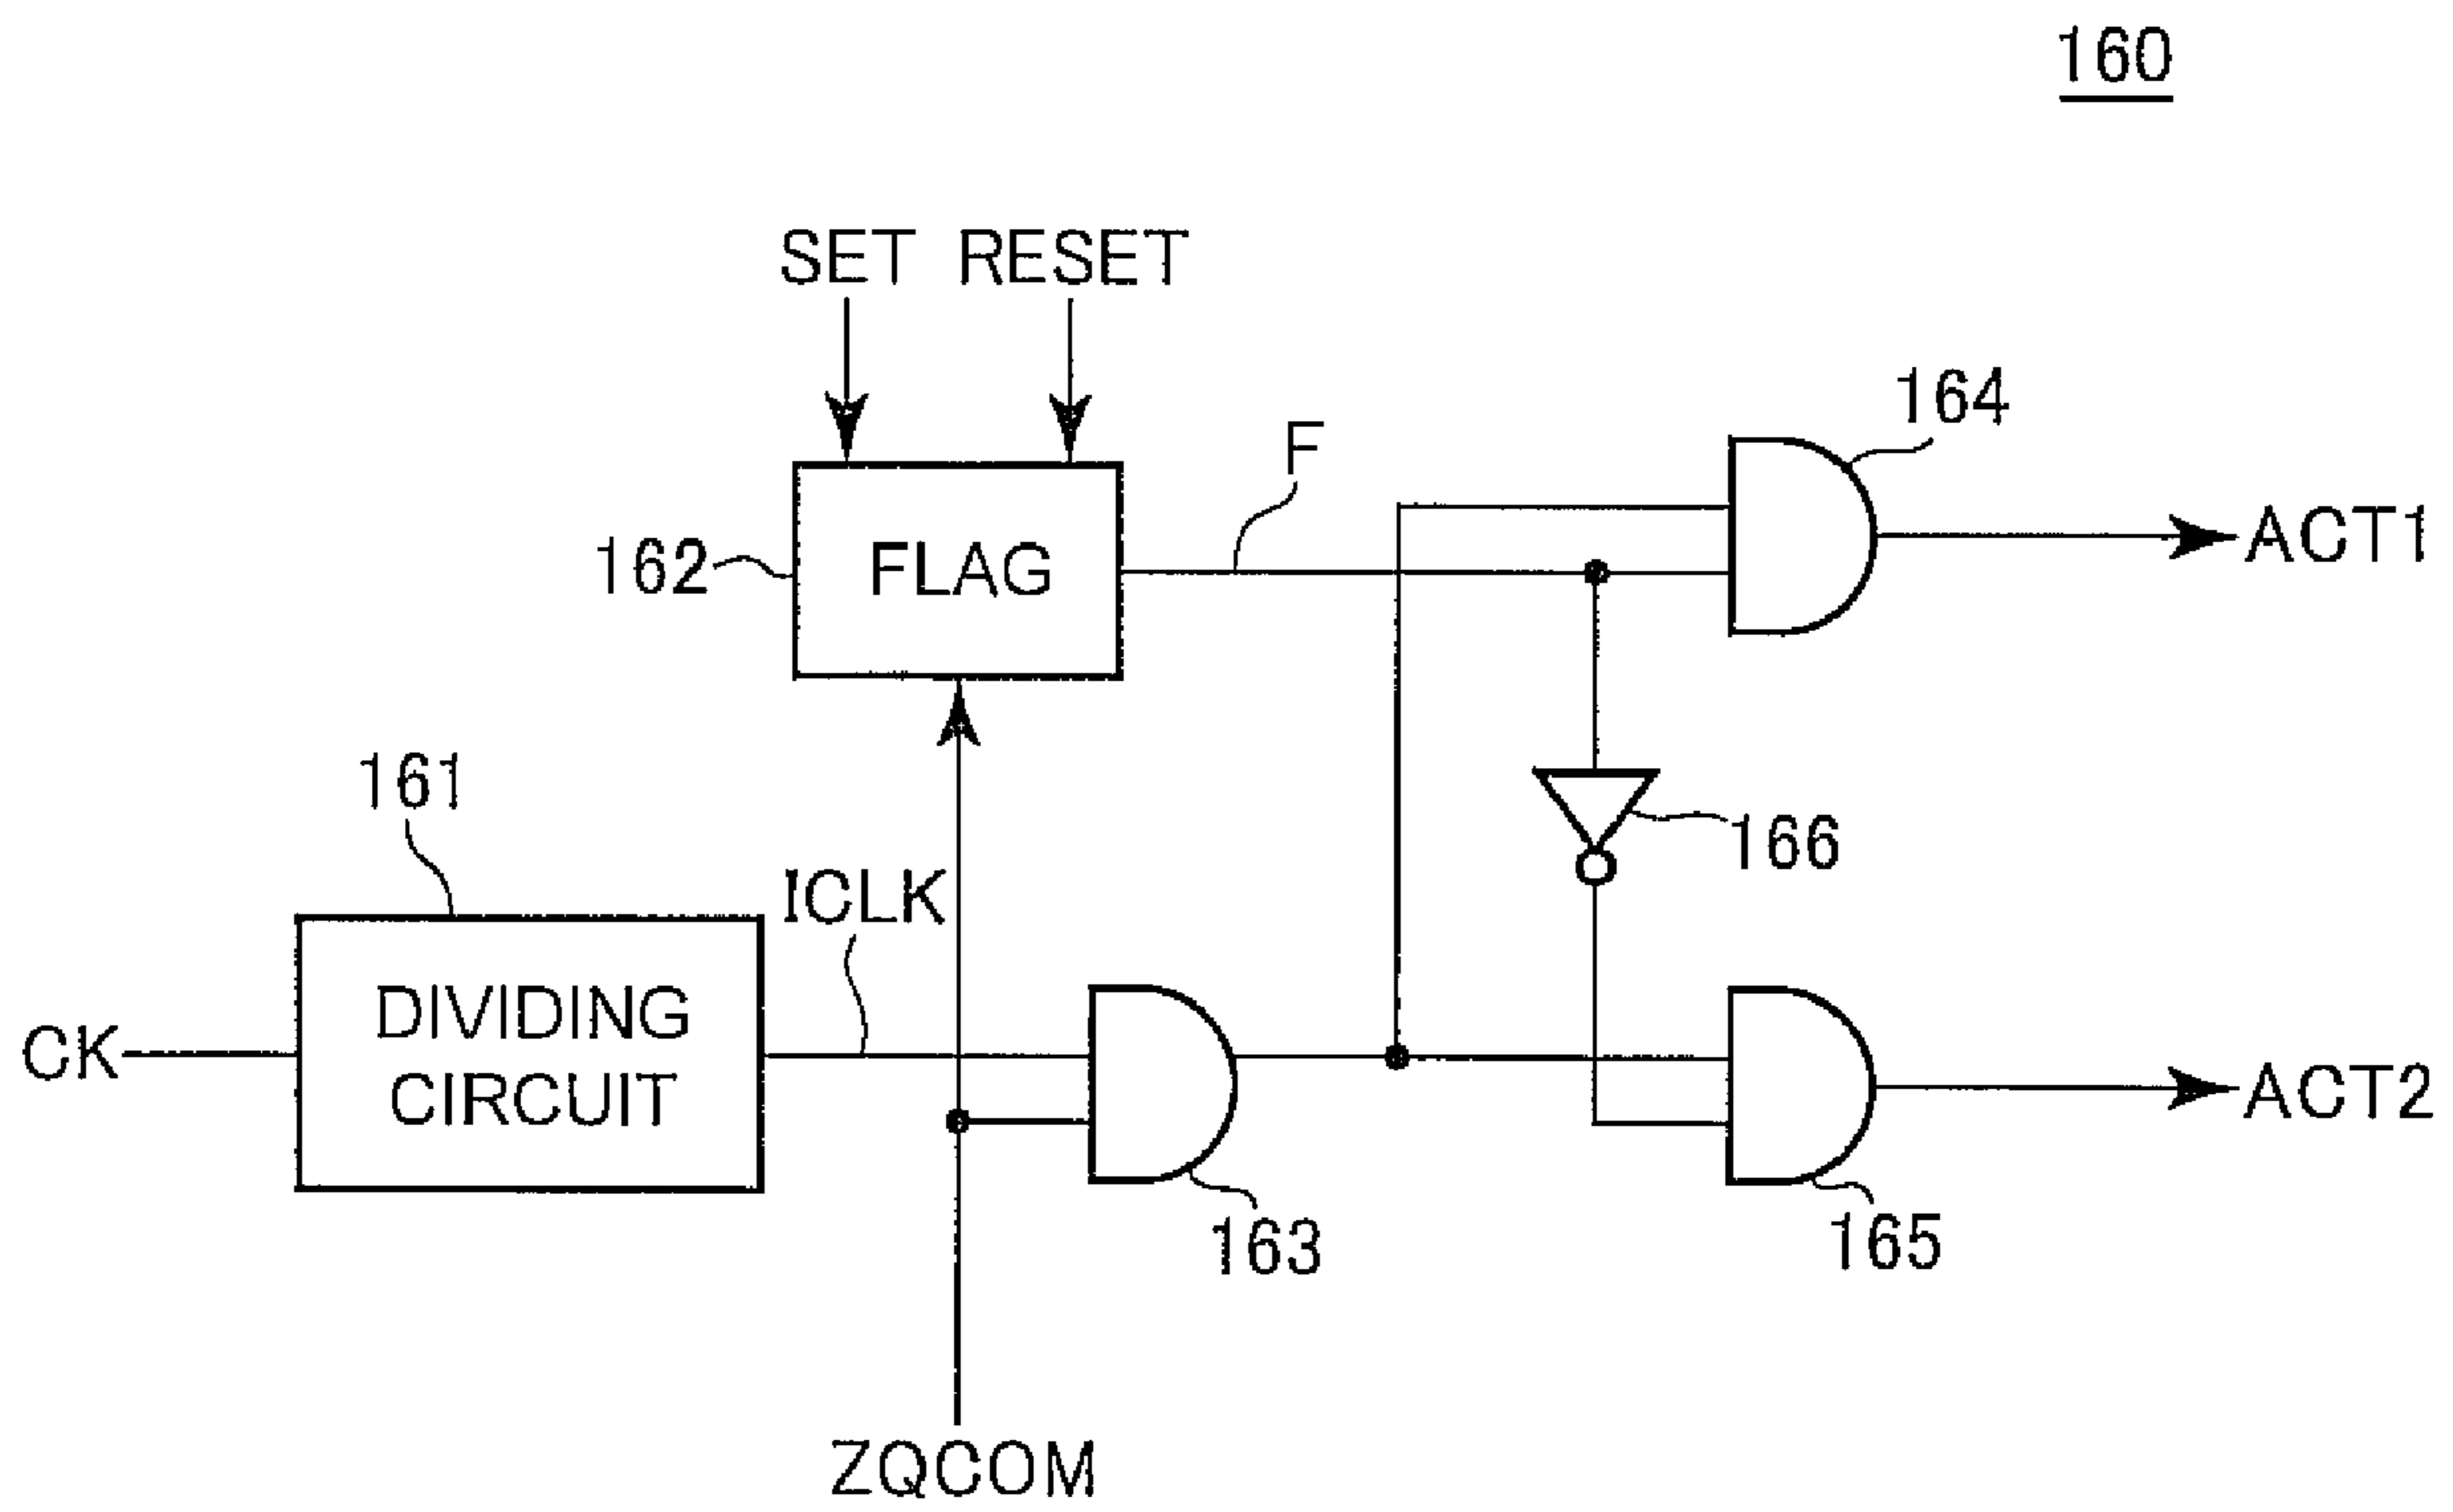 160
SET RESET
164
F
ACT1
162
FLAG
161
166
ICLK
DIVIDING
CIRCUIT
CK
ACT2
163
165
ZQCOM